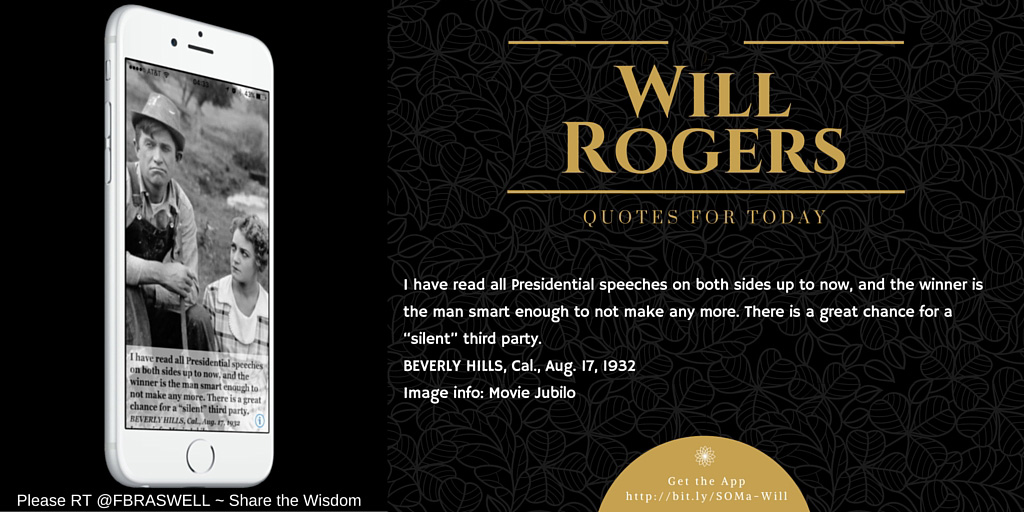 AT&T
04:33
43%
I have read all Presidential speeches
on both sides up to now, and the
winner is the man smart enough to
not make any more. There is a great
chance for a “silent” third party.
BEVERLY HILLS, Cal., Aug. 17, 1932
Please RT @FBRASWELL ~ Share the Wisdom
WILL
ROGERS
QUOTES FOR TODAY
I have read all Presidential speeches on both sides up to now, and the winner is
the man smart enough to not make any more. There is a great chance for a
“silent” third party.
BEVERLY HILLS, Cal., Aug. 17, 1932
Image info: Movie Jubilo
Get the App
http://bit.ly/SOMa-Will